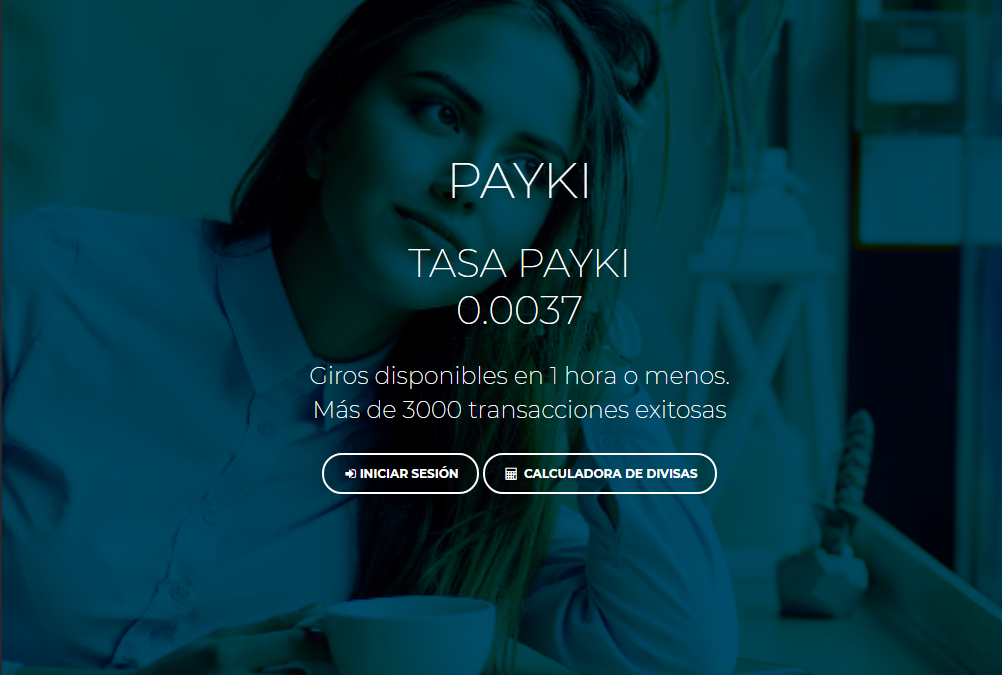 PAYKI
TASA PAYKI
0.0037
Giros disponibles en 1 hora o menos.
Más de 3000 transacciones exitosas
INICIAR SESIÓN
CALCULADORA DE DIVISAS